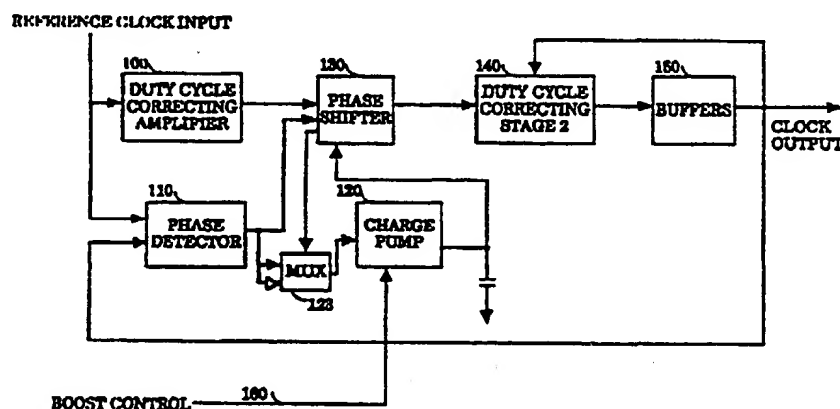 REFERENCE CLOCK INPUT
100
DUTY CYCLE
CORRECTING
AMPLIFIER
130
PHASE
SHIFTER
140
DUTY CYCLE
CORRECTING
STAGE 2
150
BUFFERS
CLOCK
OUTPUT
110
PHASE
DETECTOR
MUX
123
120
CHARGE
PUMP
BOOST CONTROL
160